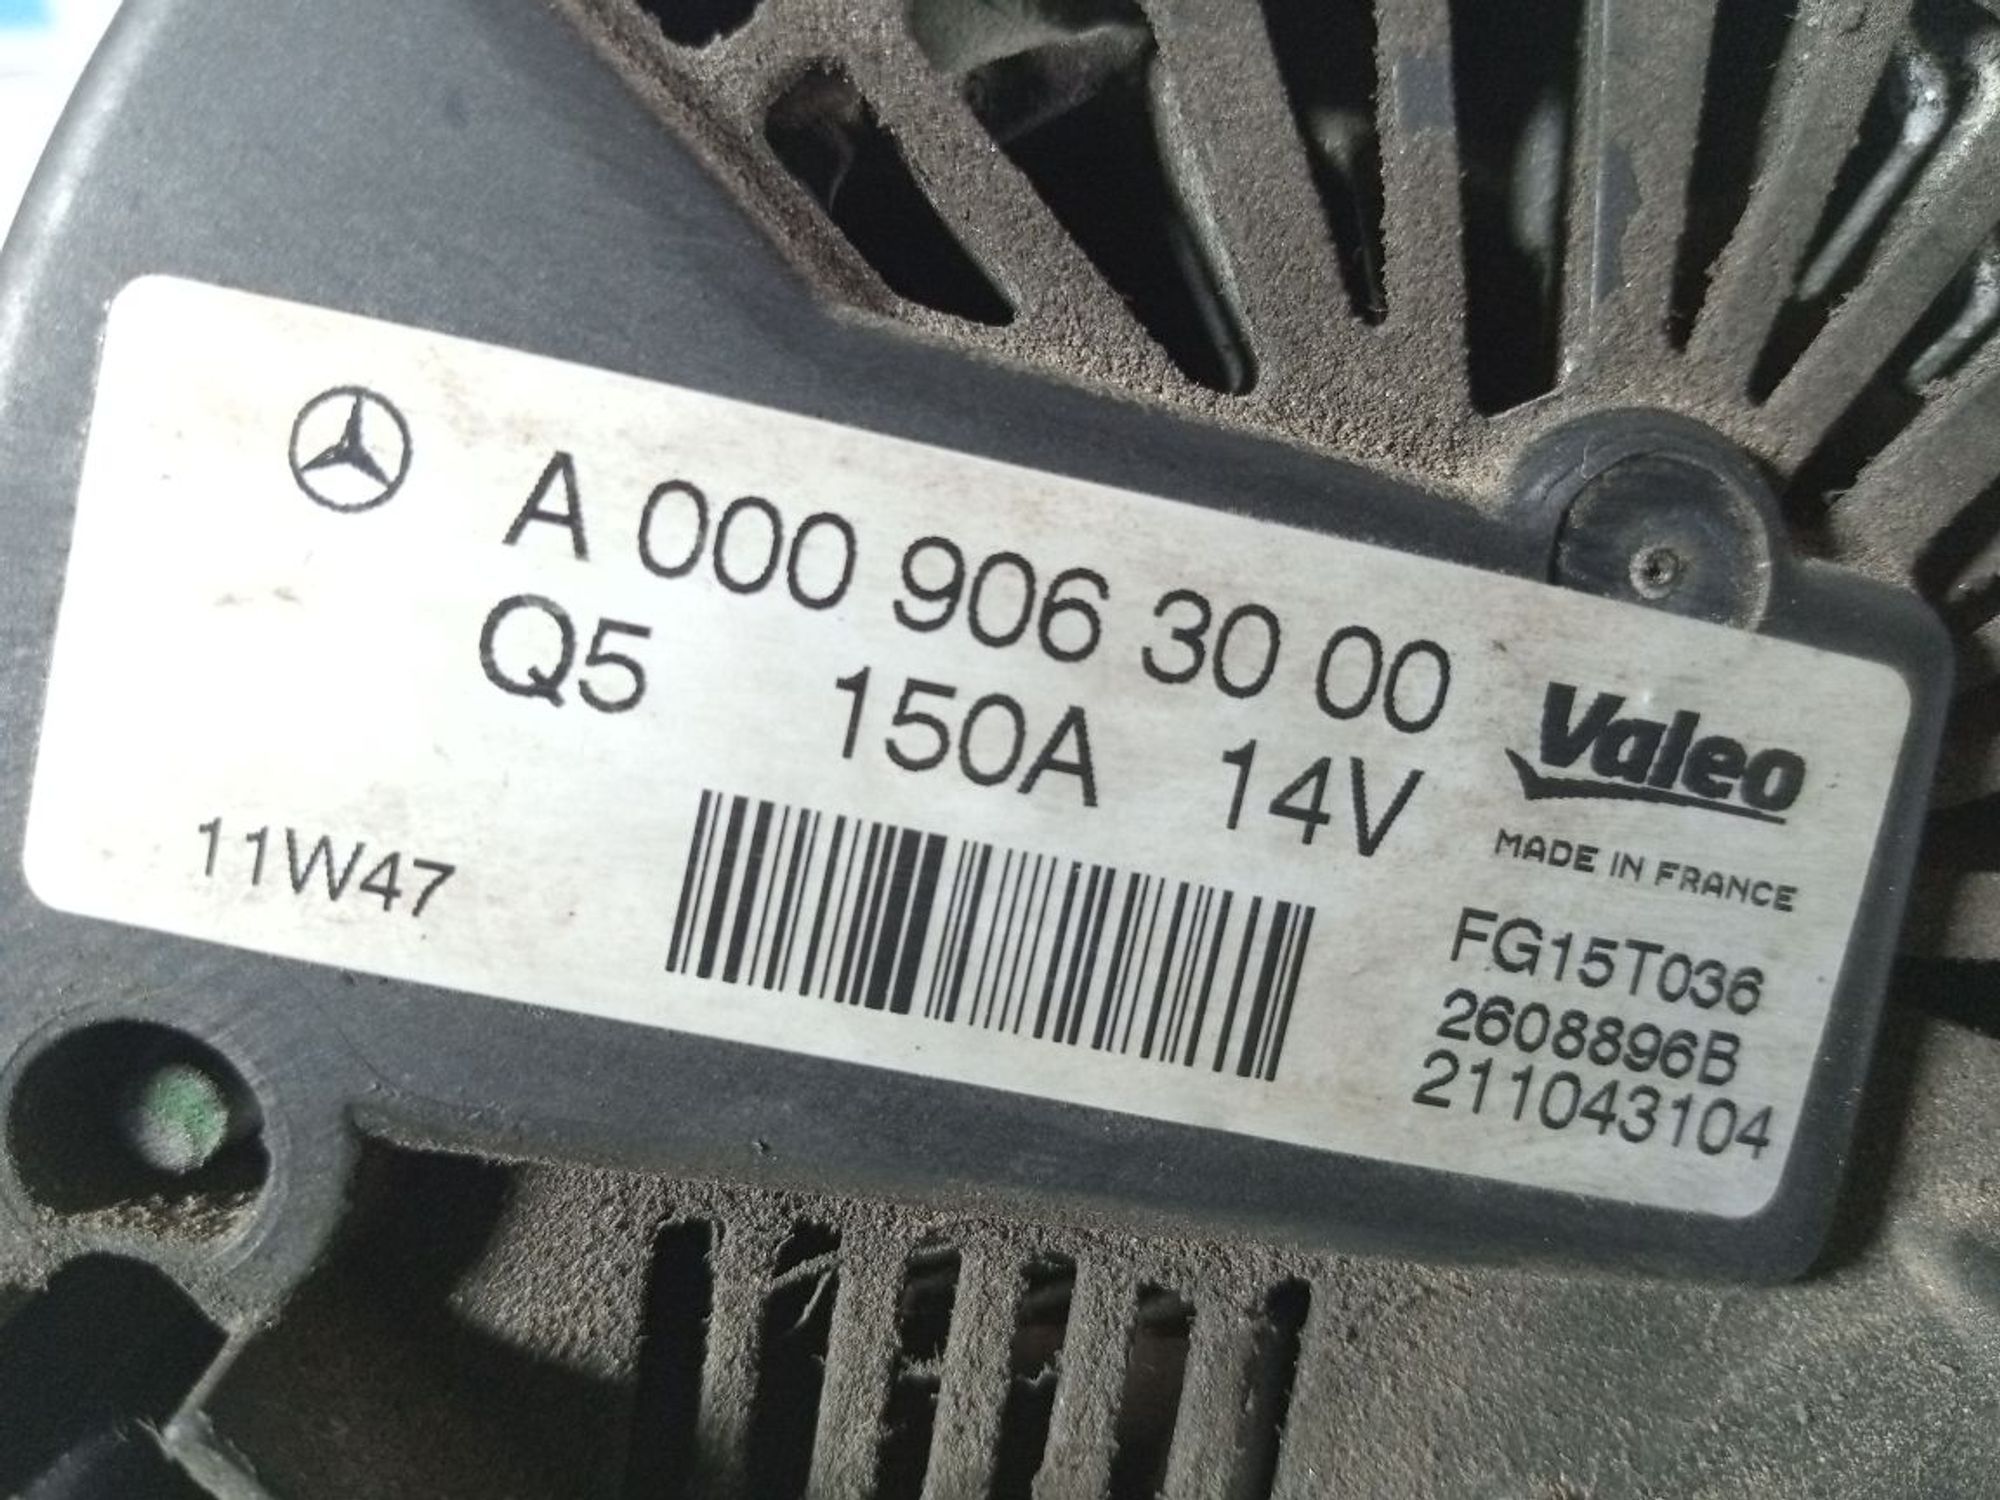 A 000 906 30 00
Q5 150A 14V
Valeo
MADE IN FRANCE
11W47
FG15T036
2608896B
211043104